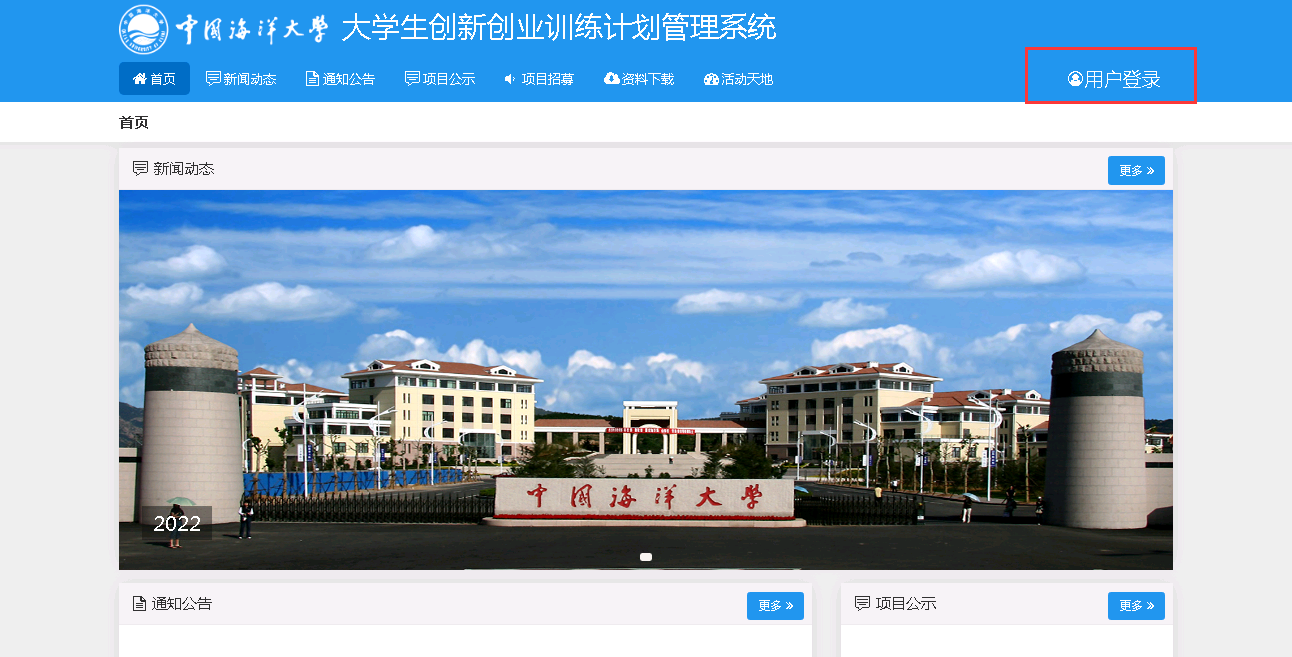 中国海洋大学 大学生创新创业训练计划管理系统
首页 新闻动态 通知公告 项目公示 项目招募 资料下载 活动天地 用户登录
首页
新闻动态 更多
中国海洋大学
2022
通知公告 更多 项目公示 更多